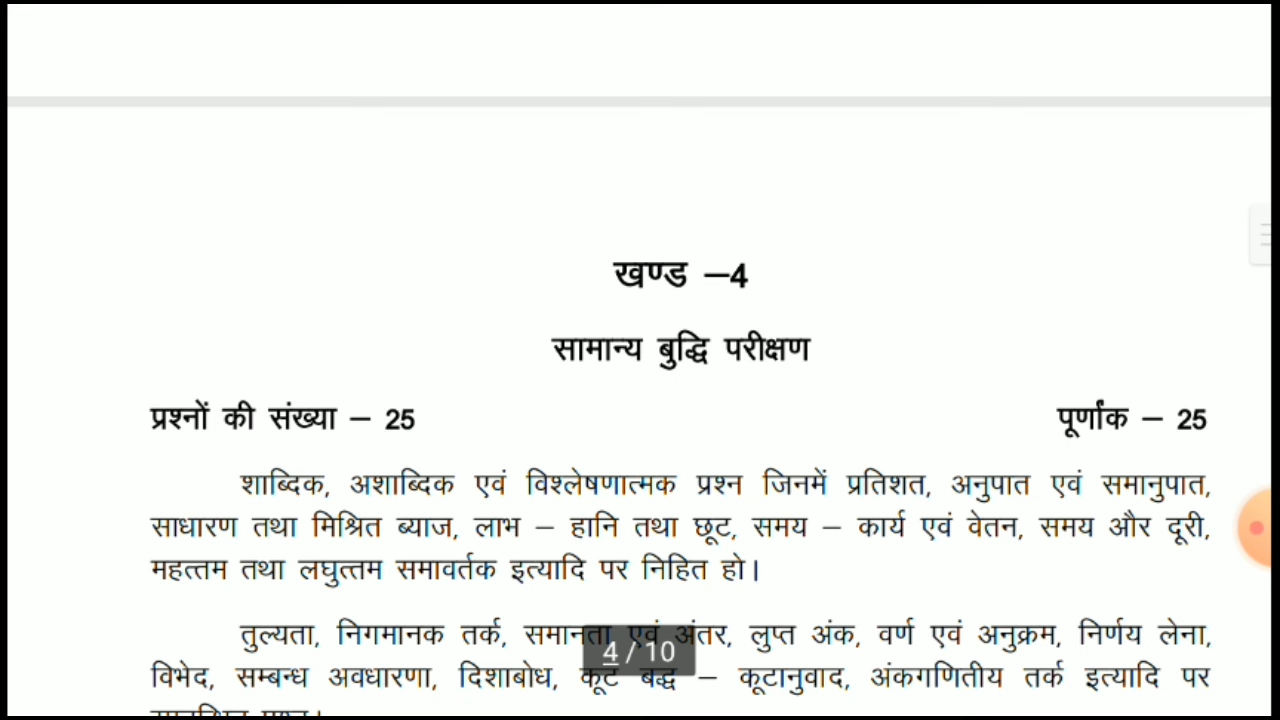 खण्ड –4
सामान्य बुद्धि परीक्षण
प्रश्नों की संख्या – 25 पूर्णांक – 25
शाब्दिक, अशाब्दिक एवं विश्लेषणात्मक प्रश्न जिनमें प्रतिशत, अनुपात एवं समानुपात,
साधारण तथा मिश्रित ब्याज, लाभ – हानि तथा छूट, समय – कार्य एवं वेतन, समय और दूरी,
महत्तम तथा लघुत्तम समावर्तक इत्यादि पर निहित हो।
तुल्यता, निगमानक तर्क, समानता एवं अंतर, लुप्त अंक, वर्ण एवं अनुक्रम, निर्णय लेना,
4 / 10
विभेद, सम्बन्ध अवधारणा, दिशाबोध, कूट बद्ध – कूटानुवाद, अंकगणितीय तर्क इत्यादि पर